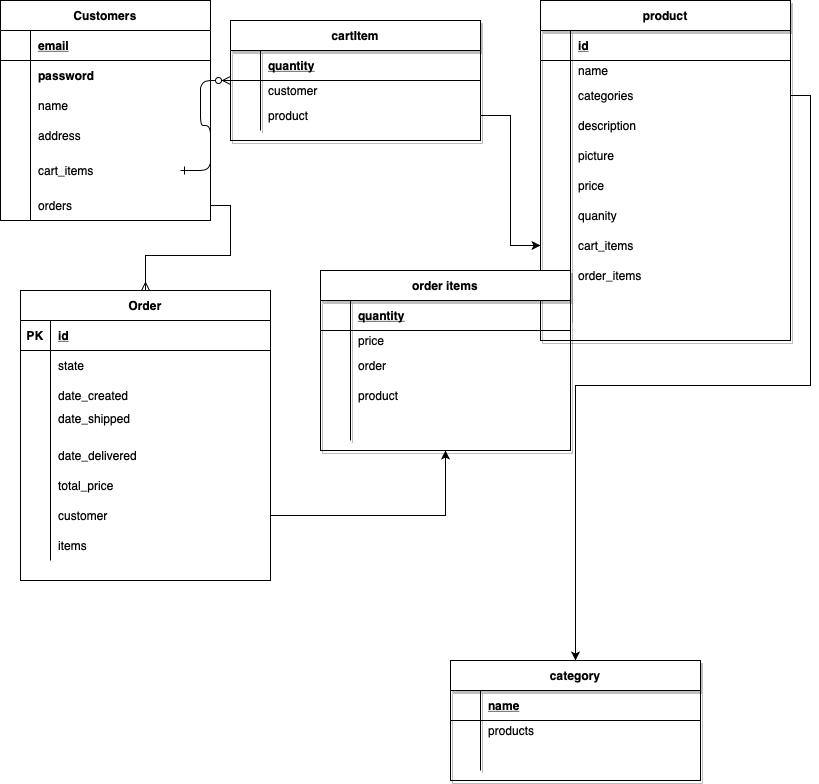 Customers
email
password
name
address
cart_items
orders
cartItem
quantity
customer
product
product
id
name
categories
description
picture
price
quanity
cart_items
order_items
order items
quantity
price
order
product
Order
PK id
state
date_created
date_shipped
date_delivered
total_price
customer
items
category
name
products